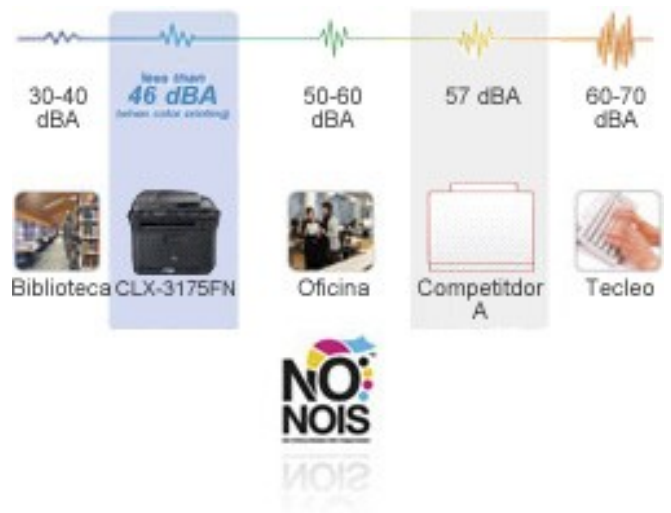 30-40
dBA
less than
46 dBA
(when color printing)
50-60
dBA
57 dBA
60-70
dBA
Biblioteca
CLX-3175FN
Oficina
Competitdor
A
Tecleo
NO
NOIS